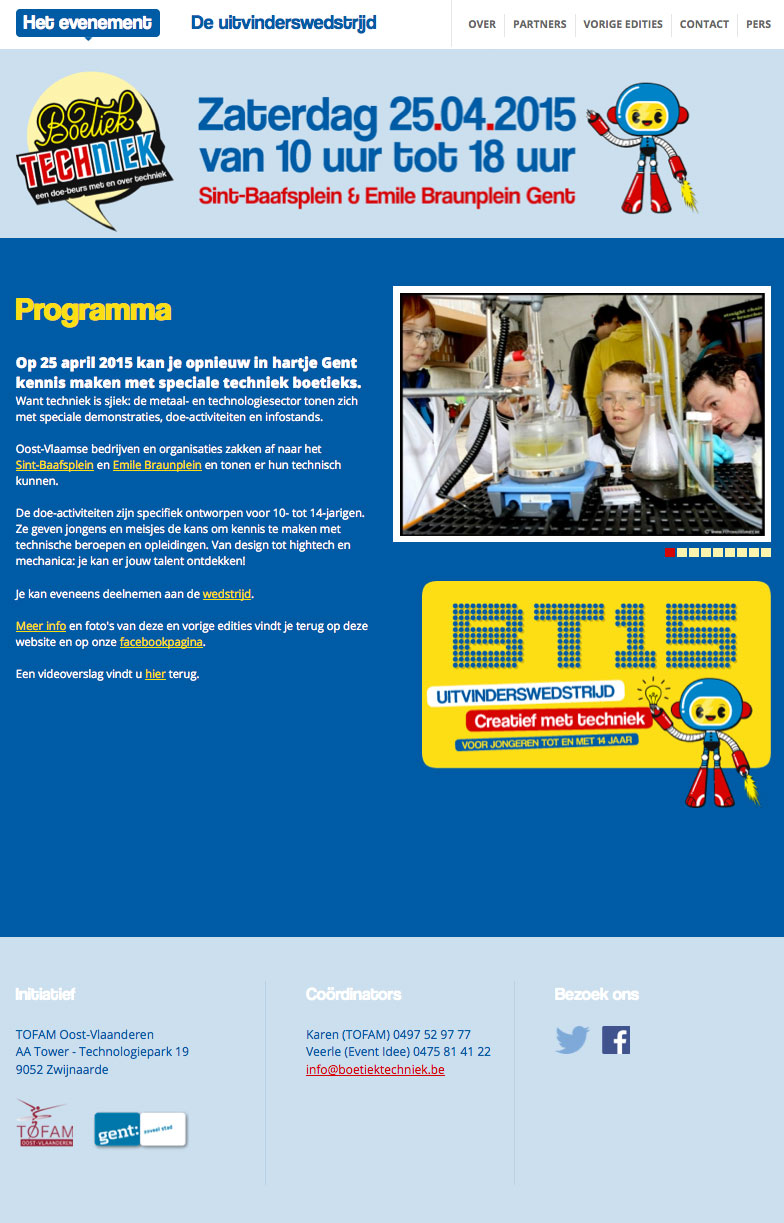 Het evenement
De uitvinderswedstrijd
OVER
PARTNERS
VORIGE EDITIES
CONTACT
PERS
Boetiek
TECHNIEK
een doe-beurs met en over techniek
Zaterdag 25.04.2015
van 10 uur tot 18 uur
Sint-Baafsplein & Emile Braunplein Gent
Programma
Op 25 april 2015 kan je opnieuw in hartje Gent
kennis maken met speciale techniek boetieks.
Want techniek is sjiek: de metaal- en technologiesector tonen zich
met speciale demonstraties, doe-activiteiten en infostands.
Oost-Vlaamse bedrijven en organisaties zakken af naar het
Sint-Baafsplein en Emile Braunplein en tonen er hun technisch
kunnen.
De doe-activiteiten zijn specifiek ontworpen voor 10- tot 14-jarigen.
Ze geven jongens en meisjes de kans om kennis te maken met
technische beroepen en opleidingen. Van design tot hightech en
mechanica: je kan er jouw talent ontdekken!
Je kan eveneens deelnemen aan de wedstrijd.
Meer info en foto's van deze en vorige edities vindt je terug op deze
website en op onze facebookpagina.
Een videoverslag vindt u hier terug.
BT15
UITVINDERSWEDSTRIJD
Creatief met techniek
VOOR JONGEREN TOT EN MET 14 JAAR
Initiatief
TOFAM Oost-Vlaanderen
AA Tower - Technologiepark 19
9052 Zwijnaarde
TOFAM
OOST-VLAANDEREN
gent:
zoveel stad
Coördinators
Karen (TOFAM) 0497 52 97 77
Veerle (Event Idee) 0475 81 41 22
info@boetiektechniek.be
Bezoek ons